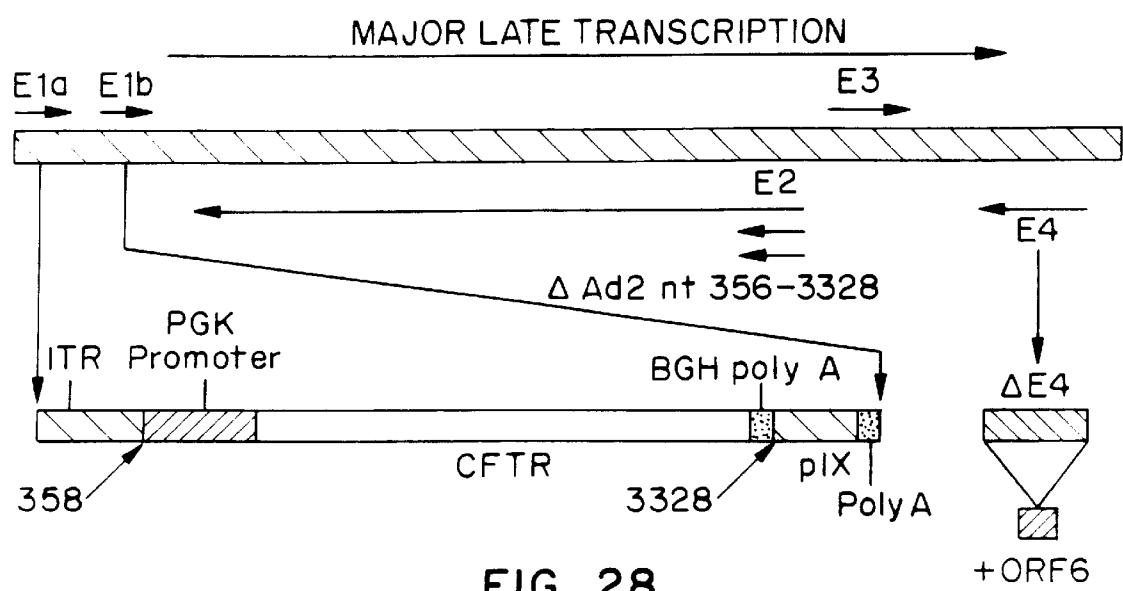 MAJOR LATE TRANSCRIPTION
E1a
E1b
E3
E2
E4
Δ Ad2 nt 356-3328
ITR
PGK
Promoter
BGH poly A
ΔE4
CFTR
pIX
358
3328
Poly A
+ORF6
FIG. 28